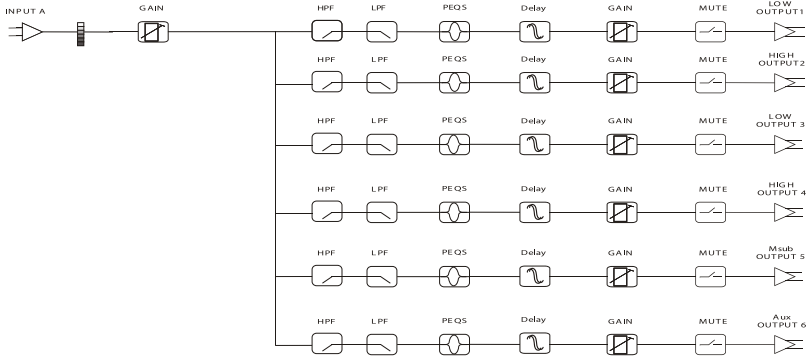 INPUT A
GAIN
HPF LPF PEQS Delay GAIN MUTE LOW
OUTPUT1
HPF LPF PEQS Delay GAIN MUTE HIGH
OUTPUT2
HPF LPF PEQS Delay GAIN MUTE LOW
OUTPUT 3
HPF LPF PEQS Delay GAIN MUTE HIGH
OUTPUT 4
HPF LPF PEQS Delay GAIN MUTE Msub
OUTPUT 5
HPF LPF PEQS Delay GAIN MUTE Aux
OUTPUT 6